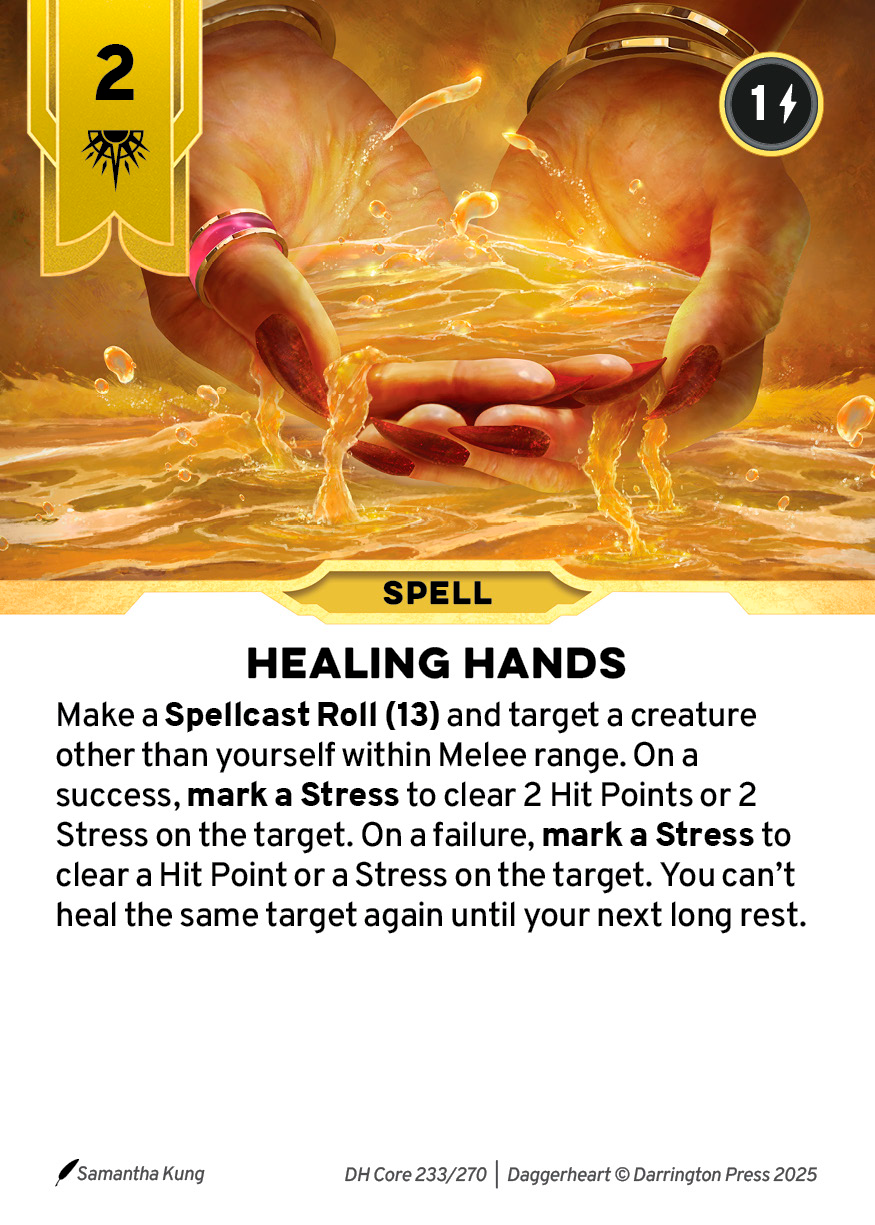 2
1
SPELL
HEALING HANDS
Make a Spellcast Roll (13) and target a creature
other than yourself within Melee range. On a
success, mark a Stress to clear 2 Hit Points or 2
Stress on the target. On a failure, mark a Stress to
clear a Hit Point or a Stress on the target. You can’t
heal the same target again until your next long rest.
Samantha Kung
DH Core 233/270 | Daggerheart © Darrington Press 2025